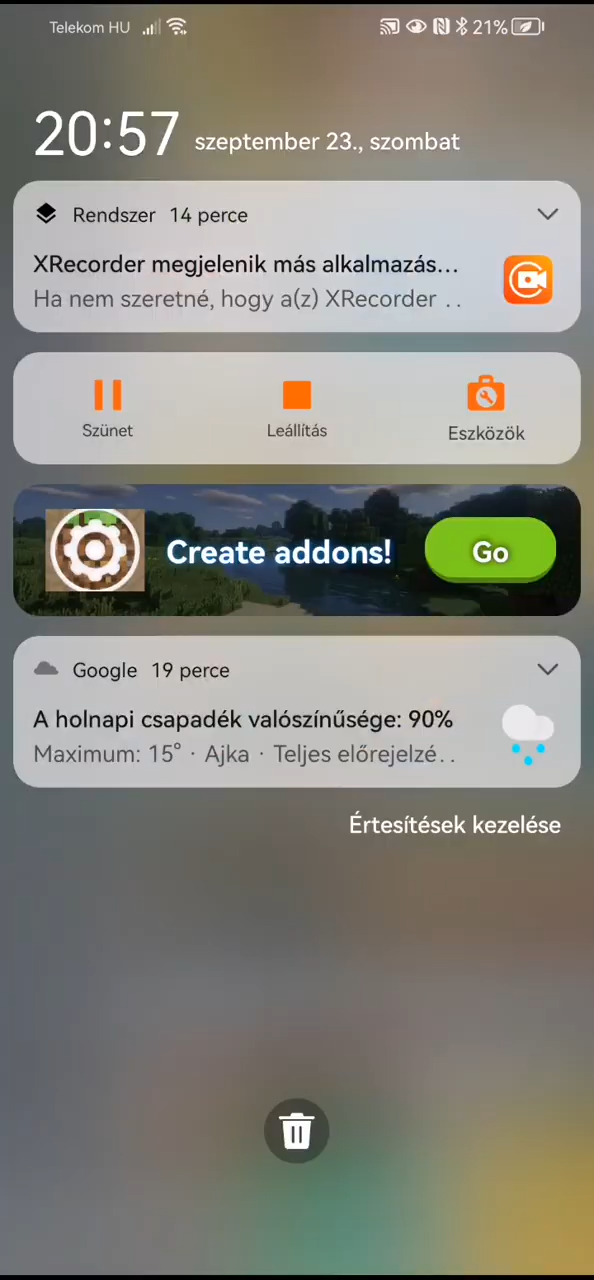 Telekom HU 21%
20:57 szeptember 23., szombat
Rendszer 14 perce
XRecorder megjelenik más alkalmazás...
Ha nem szeretné, hogy a(z) XRecorder . .
Szünet Leállítás Eszközök
Create addons! Go
Google 19 perce
A holnapi csapadék valószínűsége: 90%
Maximum: 15° · Ajka · Teljes előrejelzé. .
Értesítések kezelése